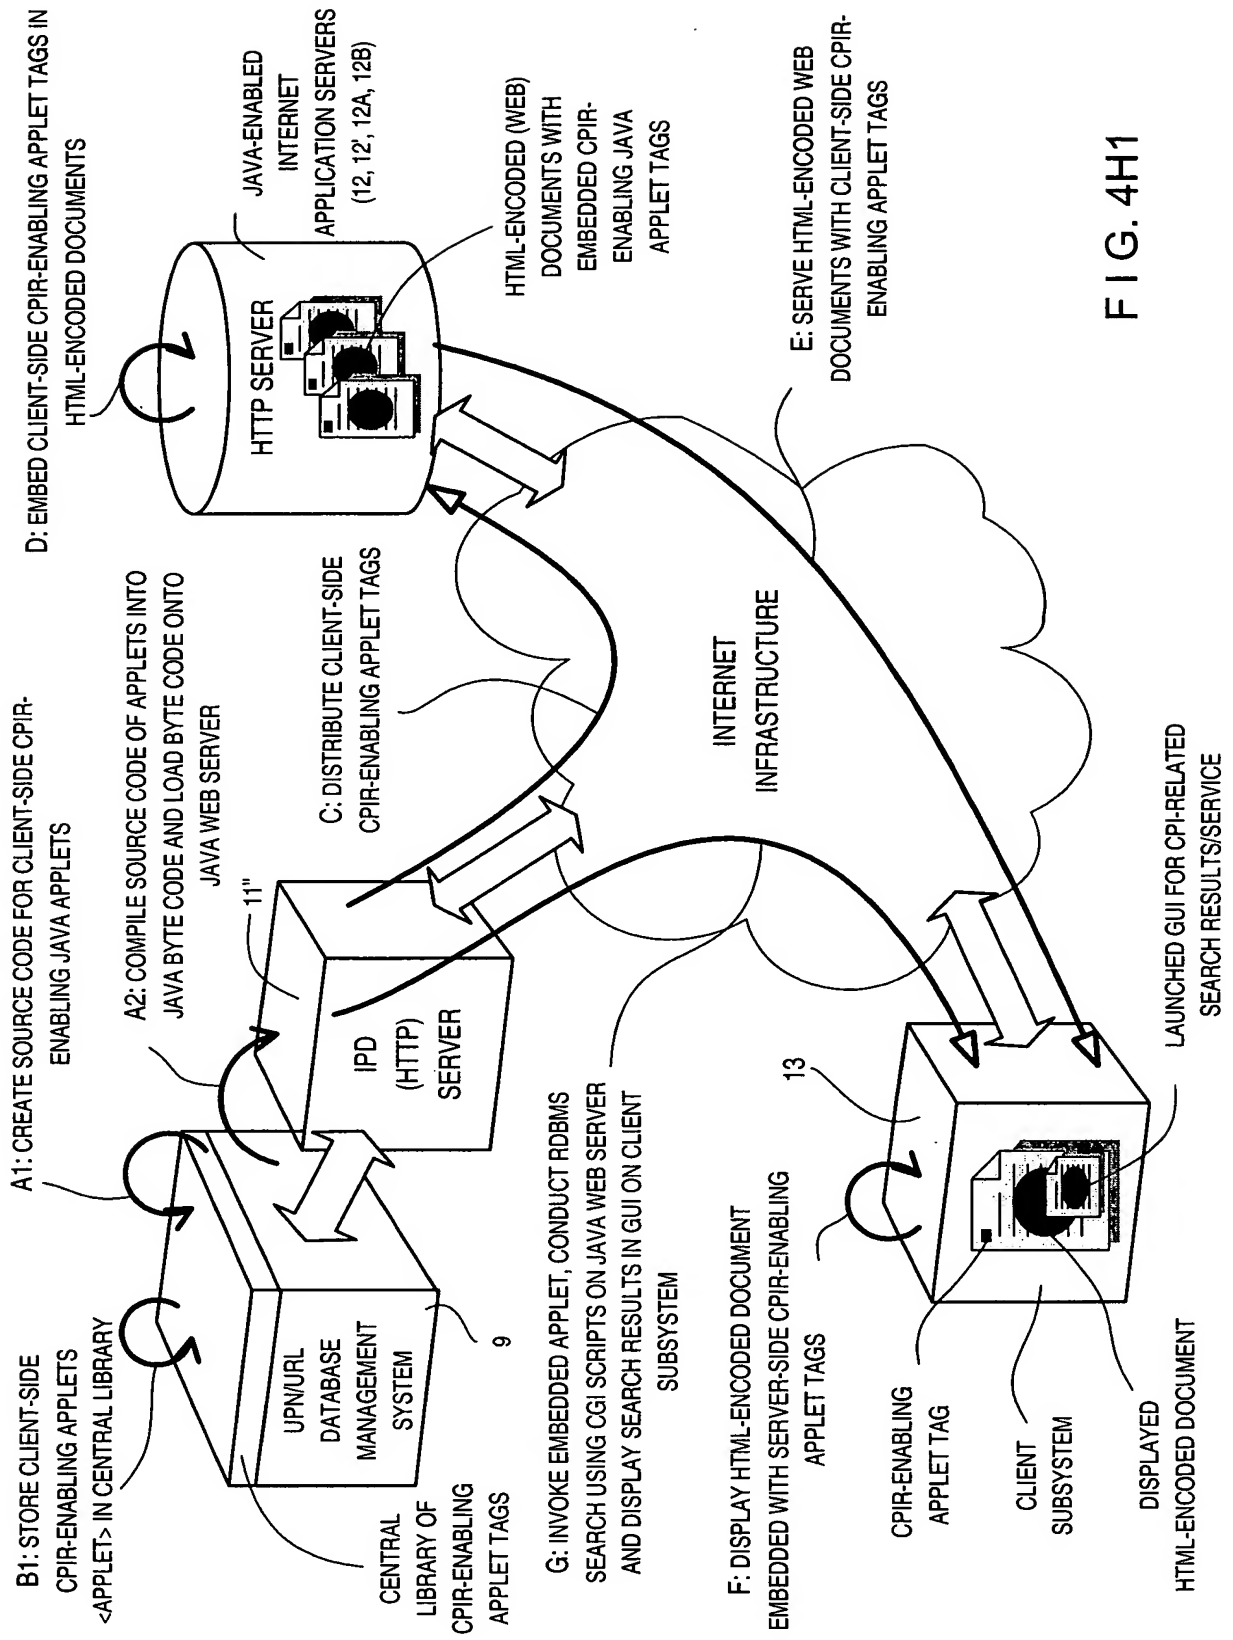 B1: STORE CLIENT-SIDE
CPIR-ENABLING APPLETS
<APPLET> IN CENTRAL LIBRARY
A1: CREATE SOURCE CODE FOR CLIENT-SIDE CPIR-
ENABLING JAVA APPLETS
A2: COMPILE SOURCE CODE OF APPLETS INTO
JAVA BYTE CODE AND LOAD BYTE CODE ONTO
JAVA WEB SERVER
D: EMBED CLIENT-SIDE CPIR-ENABLING APPLET TAGS IN
HTML-ENCODED DOCUMENTS
JAVA-ENABLED
INTERNET
APPLICATION SERVERS
(12, 12', 12A, 12B)
HTTP SERVER
HTML-ENCODED (WEB)
DOCUMENTS WITH
EMBEDDED CPIR-
ENABLING JAVA
APPLET TAGS
11"
IPD
(HTTP)
SERVER
UPN/URL
DATABASE
MANAGEMENT
SYSTEM
9
CENTRAL
LIBRARY OF
CPIR-ENABLING
APPLET TAGS
C: DISTRIBUTE CLIENT-SIDE
CPIR-ENABLING APPLET TAGS
INTERNET
INFRASTRUCTURE
E: SERVE HTML-ENCODED WEB
DOCUMENTS WITH CLIENT-SIDE CPIR-
ENABLING APPLET TAGS
G: INVOKE EMBEDDED APPLET, CONDUCT RDBMS
SEARCH USING CGI SCRIPTS ON JAVA WEB SERVER
AND DISPLAY SEARCH RESULTS IN GUI ON CLIENT
SUBSYSTEM
F: DISPLAY HTML-ENCODED DOCUMENT
EMBEDDED WITH SERVER-SIDE CPIR-ENABLING
APPLET TAGS
13
CPIR-ENABLING
APPLET TAG
CLIENT
SUBSYSTEM
DISPLAYED
HTML-ENCODED DOCUMENT
LAUNCHED GUI FOR CPI-RELATED
SEARCH RESULTS/SERVICE
FIG. 4H1